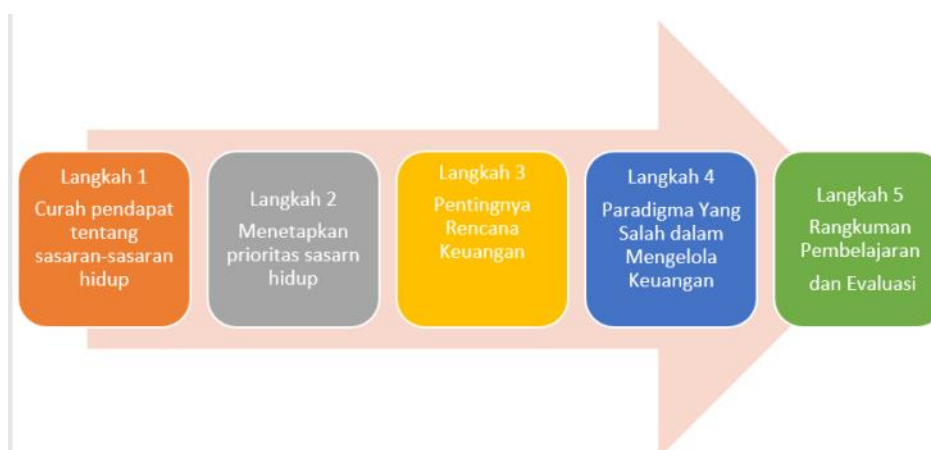 Langkah 1
Curah pendapat
tentang
sasaran-sasaran
hidup
Langkah 2
Menetapkan
prioritas sasarn
hidup
Langkah 3
Pentingnya
Rencana
Keuangan
Langkah 4
Paradigma Yang
Salah dalam
Mengelola
Keuangan
Langkah 5
Rangkuman
Pembelajaran
dan Evaluasi